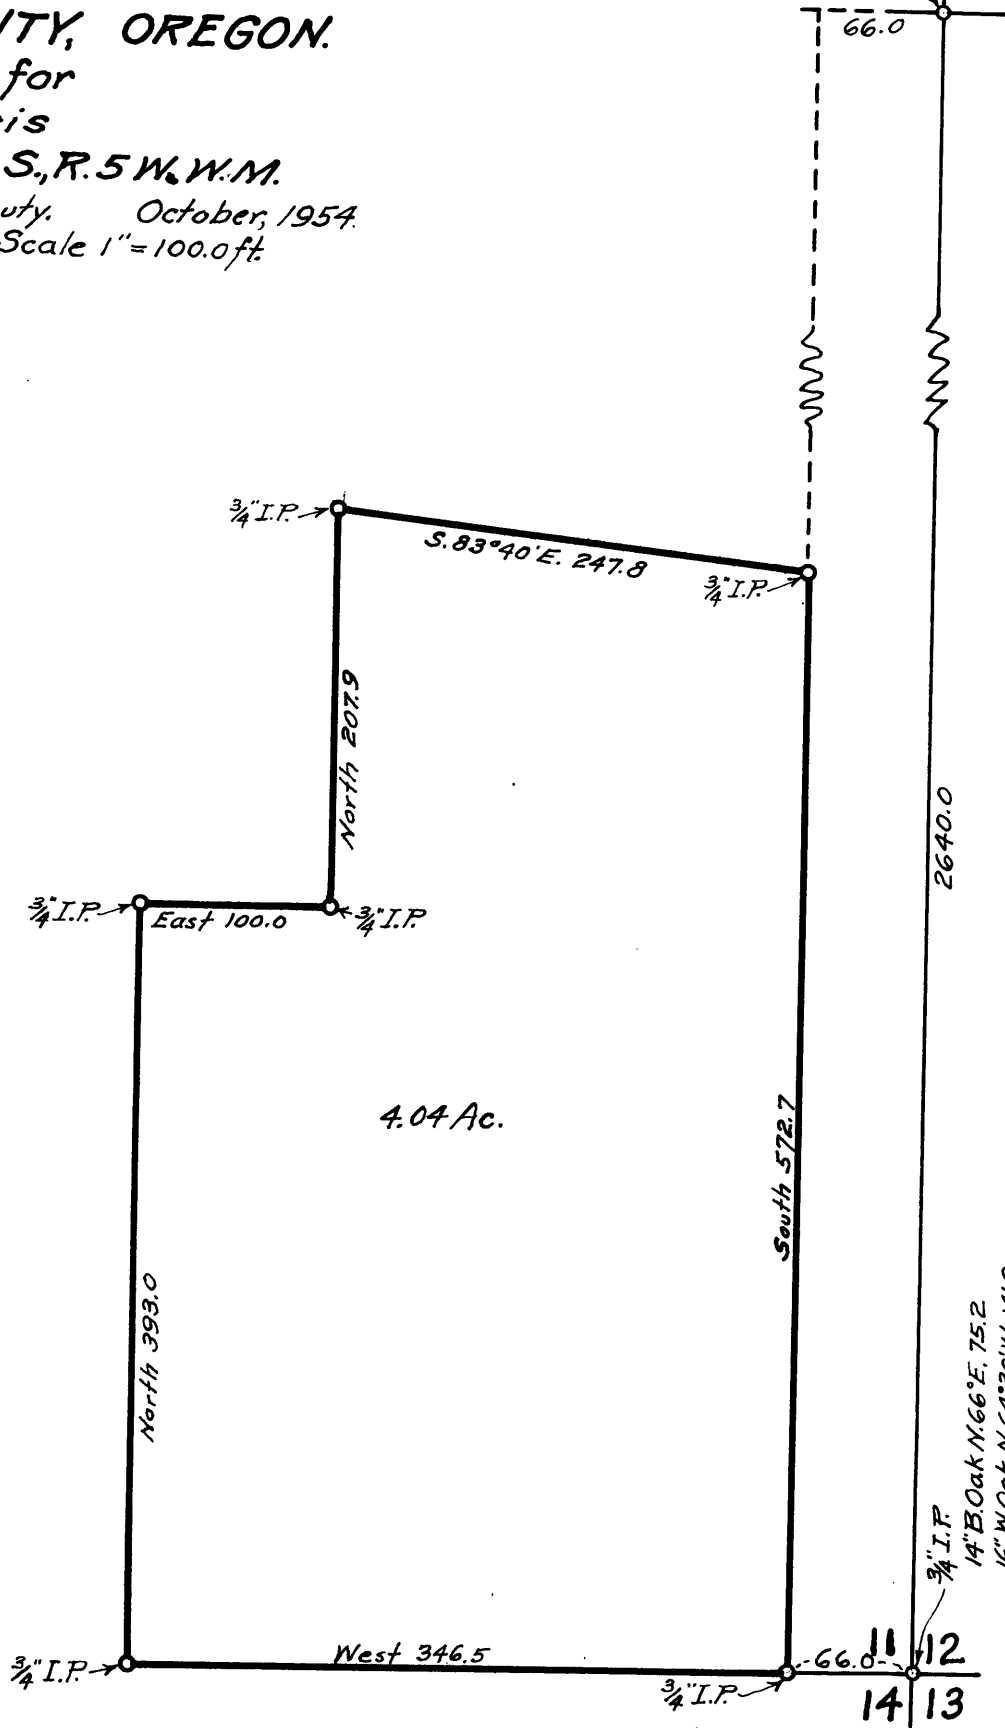 OREGON.
for
S., R. 5 W. W.M.
October, 1954.
Scale 1" = 100.0 ft.
66.0
3/4" I.P.
S. 83° 40' E. 247.8
3/4" I.P.
North 207.9
2640.0
3/4" I.P.
East 100.0
3/4" I.P.
4.04 Ac.
South 572.7
North 393.0
14" B.Oak N.66°E. 75.2
3/4" I.P.
West 346.5
3/4" I.P.
3/4" I.P.
66.0
11 12
14 13